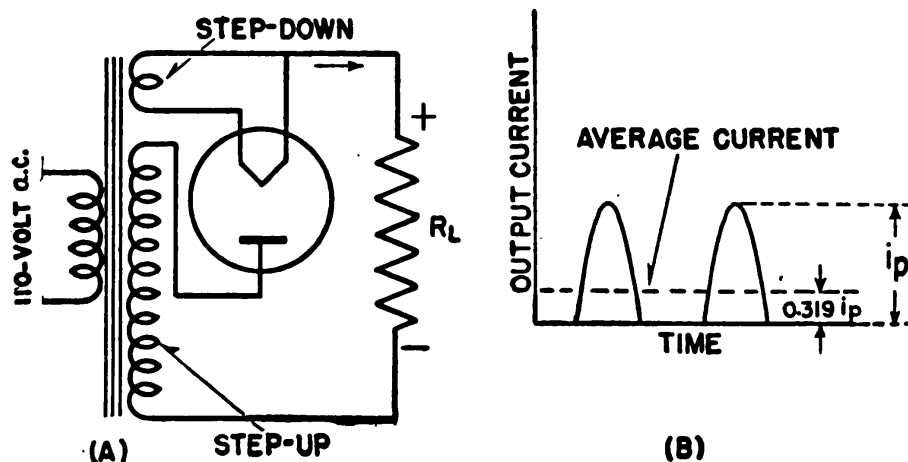 STEP-DOWN
110-VOLT a.c.
+
RL
−
STEP-UP
(A)
OUTPUT CURRENT
AVERAGE CURRENT
ip
0.319 ip
TIME
(B)